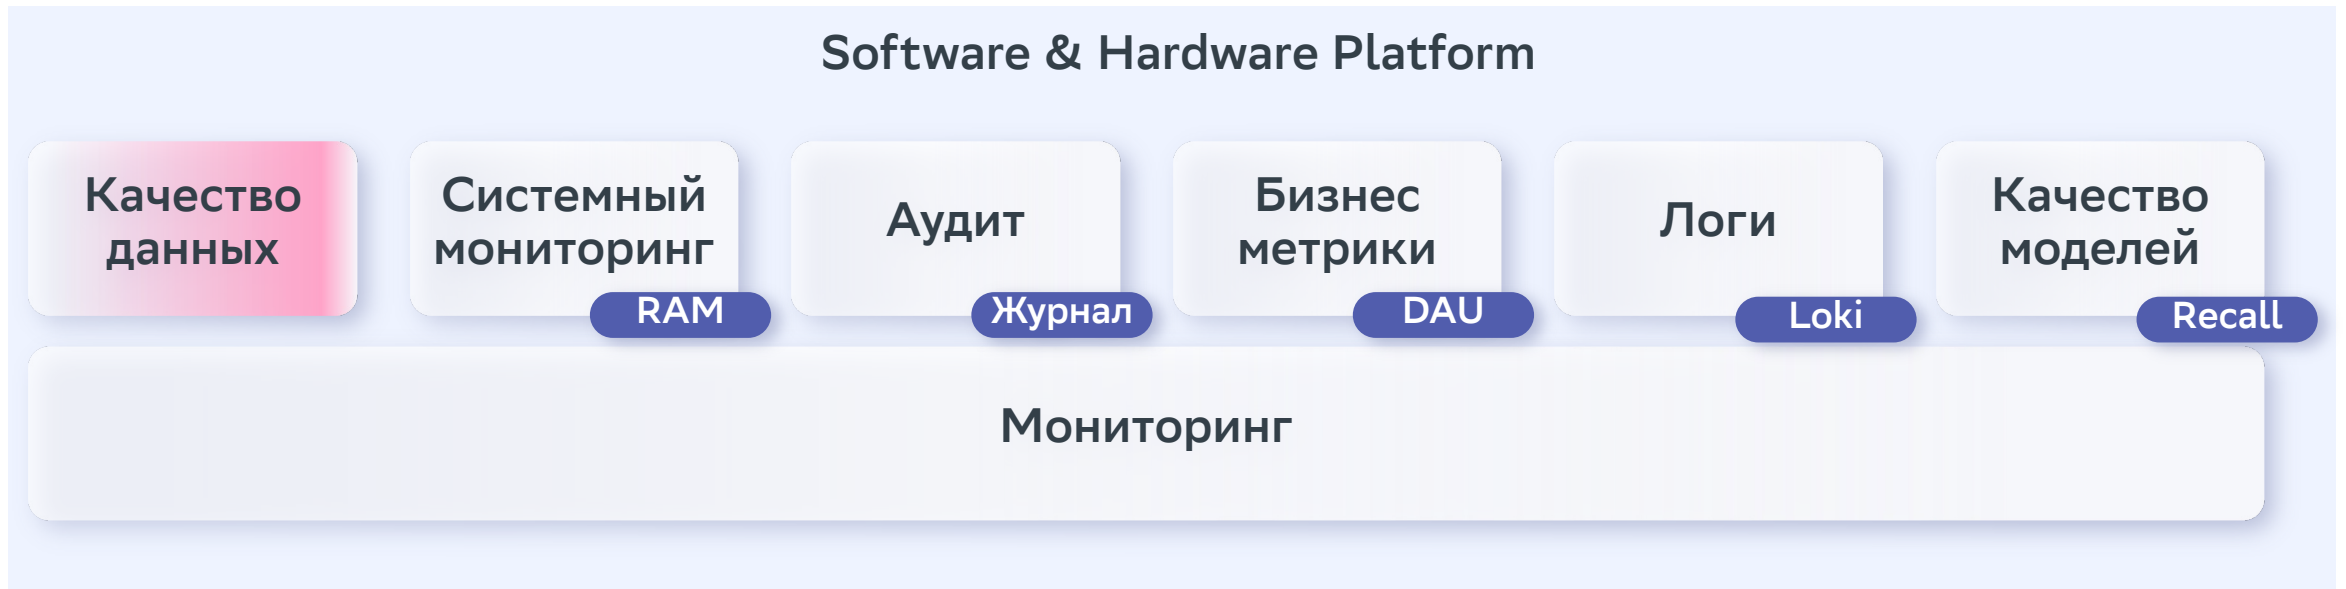 Software & Hardware Platform
Качество
данных
Системный
мониторинг
RAM
Аудит
Журнал
Бизнес
метрики
DAU
Логи
Loki
Качество
моделей
Recall
Мониторинг